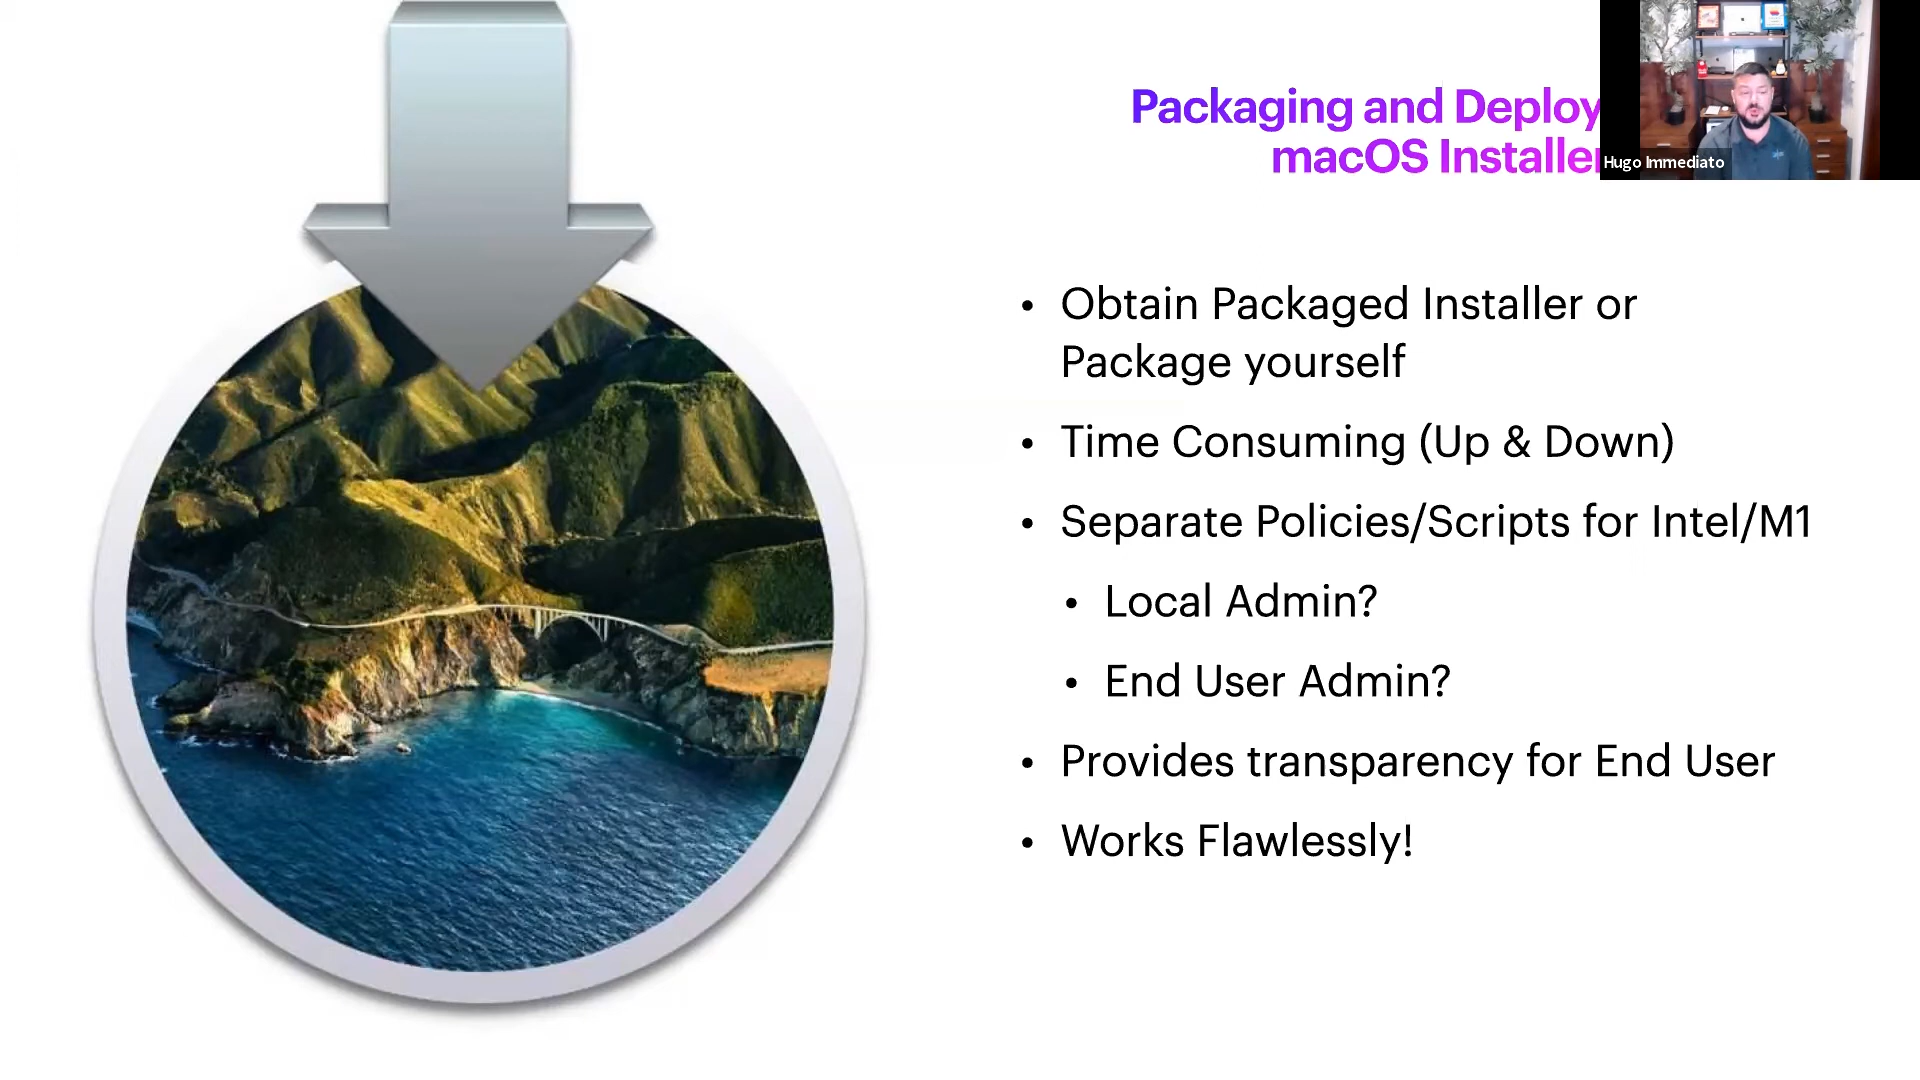 Packaging and Deploy
macOS Installer
Hugo Immediato
• Obtain Packaged Installer or
Package yourself
• Time Consuming (Up & Down)
• Separate Policies/Scripts for Intel/M1
• Local Admin?
• End User Admin?
• Provides transparency for End User
• Works Flawlessly!